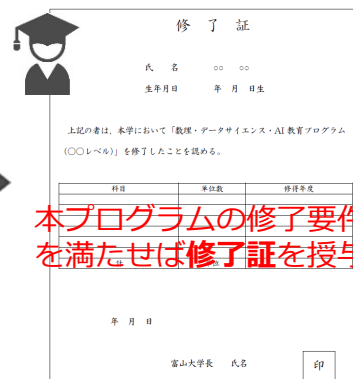 修 了 証
氏 名 ○○ ○○
生年月日 年 月 日生
上記の者は、本学において「数理・データサイエンス・AI 教育プログラム
(○○レベル)」を修了したことを認める。
科目 単位数 修得年度
本プログラムの修了要件
を満たせば修了証を授与
計
年 月 日
富山大学長 氏名 印